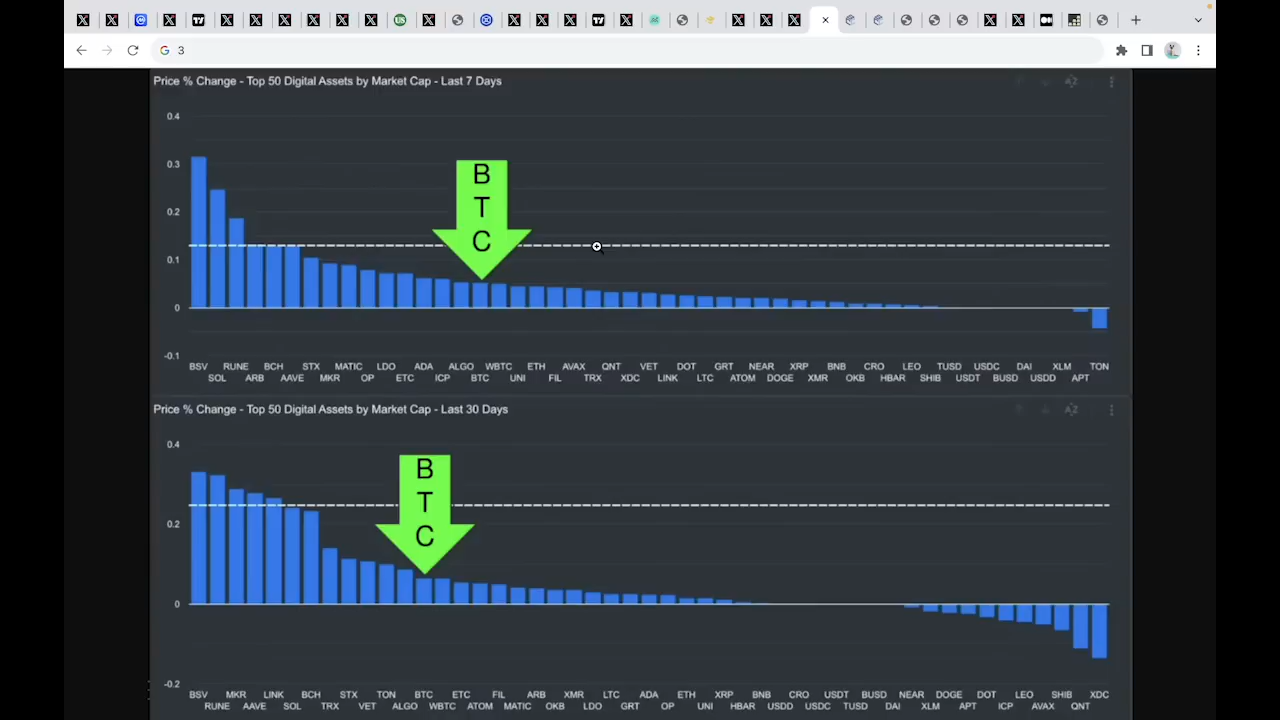 3
Price % Change - Top 50 Digital Assets by Market Cap - Last 7 Days
0.4
0.3
0.2
0.1
0
-0.1
B
T
C
BSV RUNE BCH STX MATIC LDO ADA ALGO WBTC ETH AVAX QNT VET DOT GRT NEAR XRP BNB CRO LEO TUSD USDC DAI XLM TON
SOL ARB AAVE MKR OP ETC ICP BTC UNI FIL TRX XDC LINK LTC ATOM DOGE XMR OKB HBAR SHIB USDT BUSD USDD APT
Price % Change - Top 50 Digital Assets by Market Cap - Last 30 Days
0.4
0.2
0
-0.2
B
T
C
BSV MKR LINK BCH STX TON BTC ETC FIL ARB XMR LTC ADA ETH XRP BNB CRO USDT BUSD NEAR DOGE DOT LEO SHIB XDC
RUNE AAVE SOL TRX VET ALGO WBTC ATOM MATIC OKB LDO GRT OP UNI HBAR USDD USDC TUSD DAI XLM APT ICP AVAX QNT